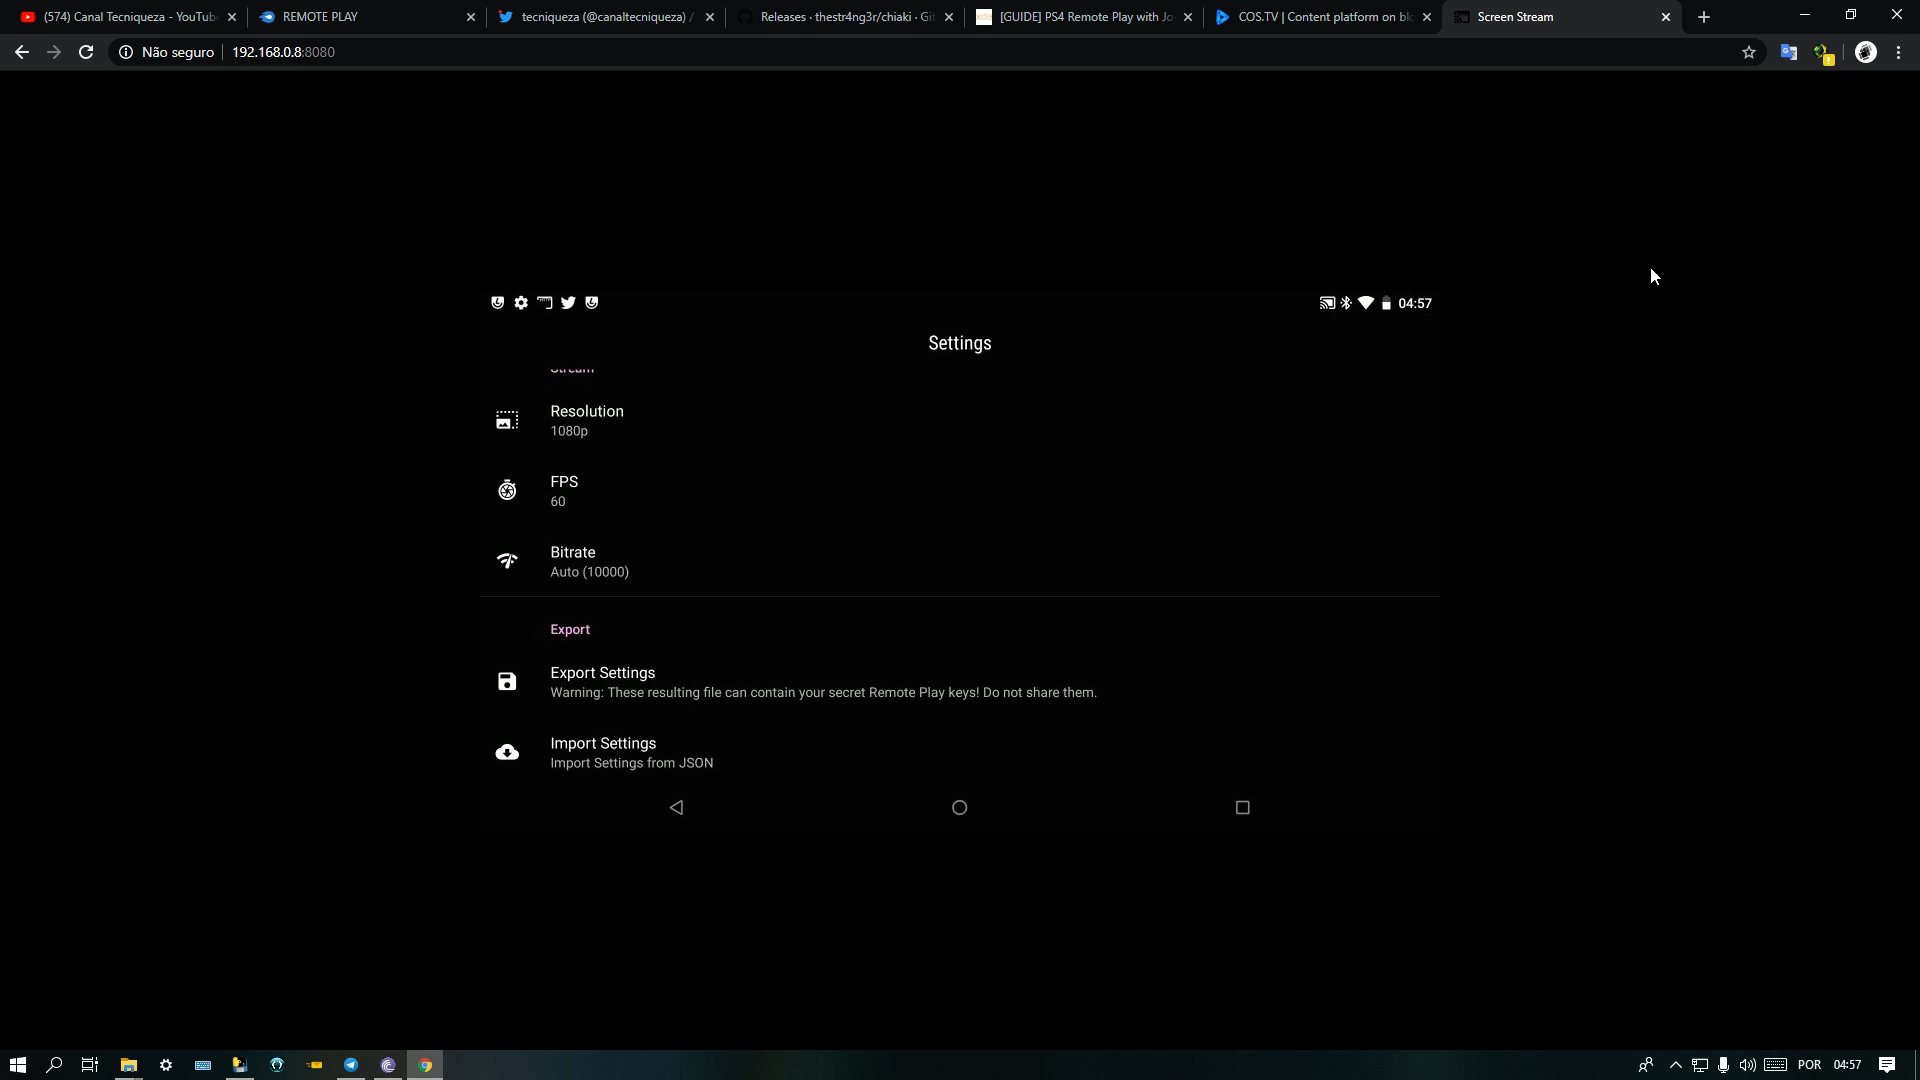 (574) Canal Tecniqueza - YouTub
REMOTE PLAY
tecniqueza (@canaltecniqueza) /
Releases · thestr4ng3r/chiaki · Git
[GUIDE] PS4 Remote Play with Jo
COS.TV | Content platform on blo
Screen Stream
Não seguro
192.168.0.8:8080
04:57
Settings
Stream
Resolution
1080p
FPS
60
Bitrate
Auto (10000)
Export
Export Settings
Warning: These resulting file can contain your secret Remote Play keys! Do not share them.
Import Settings
Import Settings from JSON
POR
04:57